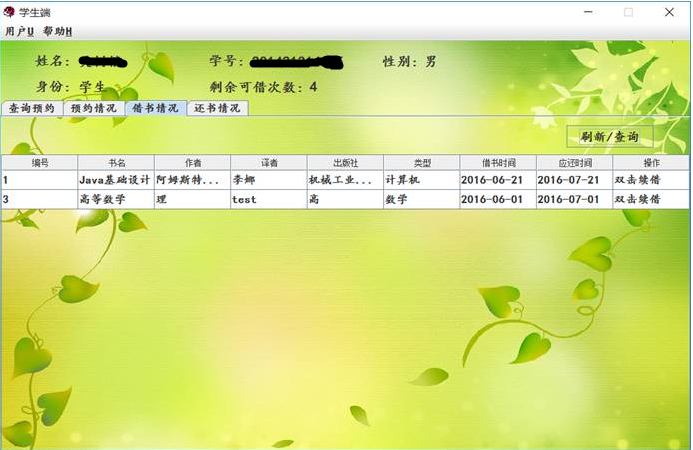 学生端
用户U 帮助H
姓名: 学号: 性别: 男
身份: 学生 剩余可借次数: 4
查询预约 预约情况 借书情况 还书情况
刷新/查询
编号 书名 作者 译者 出版社 类型 借书时间 应还时间 操作
1 Java基础设计 阿姆斯特... 李娜 机械工业... 计算机 2016-06-21 2016-07-21 双击续借
3 高等数学 理 test 高 数学 2016-06-01 2016-07-01 双击续借